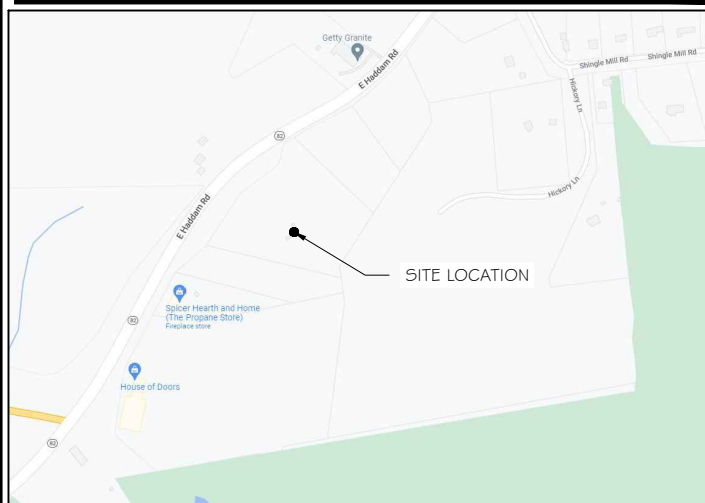 Getty Granite
E Haddam Rd
Shingle Mill Rd
Shingle Mill Rd
Hickory Ln
82
Hickory Ln
E Haddam Rd
SITE LOCATION
Spicer Hearth and Home
(The Propane Store)
Fireplace store
82
House of Doors
82